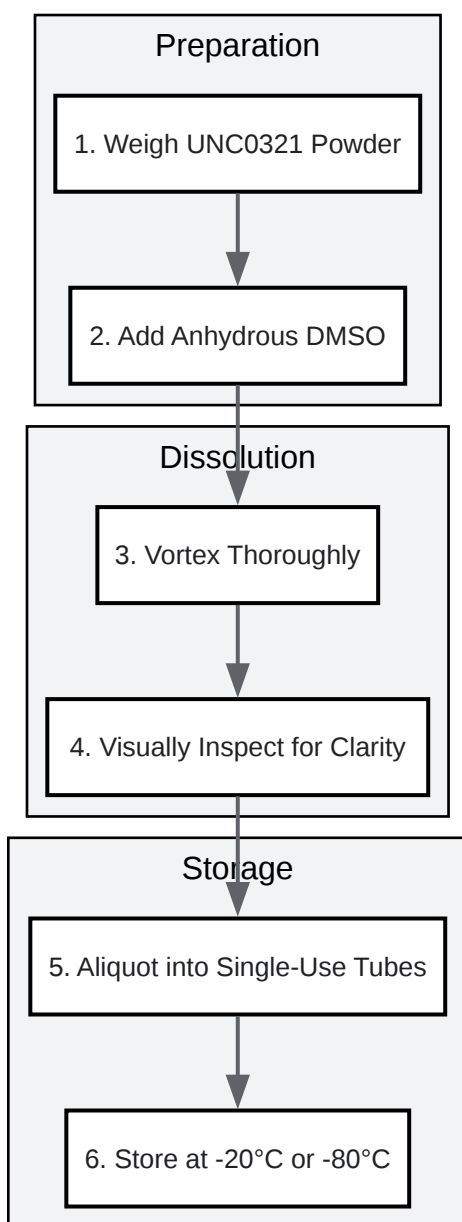 Preparation
1. Weigh UNC0321 Powder
2. Add Anhydrous DMSO
Dissolution
3. Vortex Thoroughly
4. Visually Inspect for Clarity
Storage
5. Aliquot into Single-Use Tubes
6. Store at -20°C or -80°C